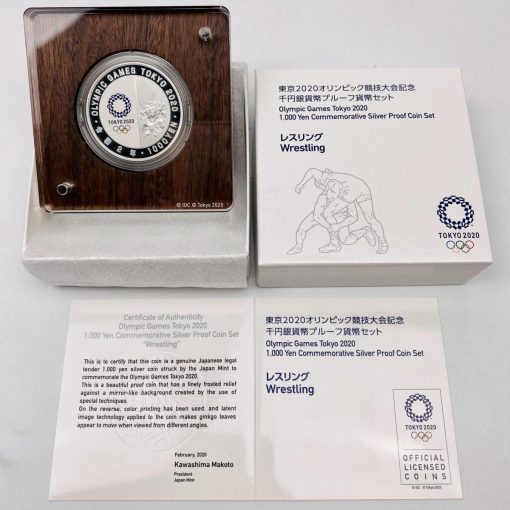 OLYMPIC GAMES TOKYO 2020
TOKYO 2020
令和2年・1000YEN
© IOC © Tokyo 2020
東京2020オリンピック競技大会記念
千円銀貨幣プルーフ貨幣セット
Olympic Games Tokyo 2020
1,000 Yen Commemorative Silver Proof Coin Set
レスリング
Wrestling
TOKYO 2020
Certificate of Authenticity
Olympic Games Tokyo 2020
1,000 Yen Commemorative Silver Proof Coin Set
"Wrestling"
This is to certify that this coin is a genuine Japanese legal
tender 1,000 yen silver coin struck by the Japan Mint to
commemorate the Olympic Games Tokyo 2020.
This is a beautiful proof coin that has a finely frosted relief
against a mirror-like background created by the use of
special techniques.
On the reverse, color printing has been used, and latent
image technology applied to the coin makes ginkgo leaves
appear to move when viewed from different angles.
February, 2020
Kawashima Makoto
President
Japan Mint
東京2020オリンピック競技大会記念
千円銀貨幣プルーフ貨幣セット
Olympic Games Tokyo 2020
1,000 Yen Commemorative Silver Proof Coin Set
レスリング
Wrestling
TOKYO 2020
OFFICIAL
LICENSED
COINS
© IOC © Tokyo 2020